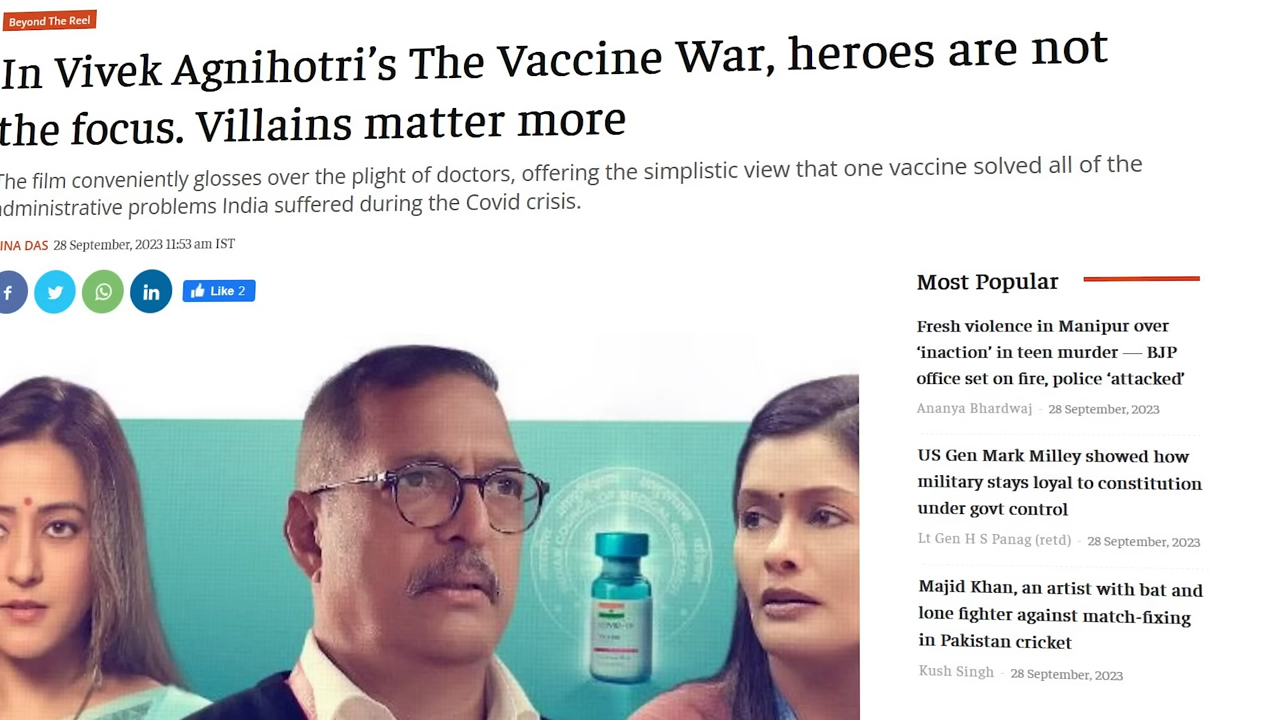 Beyond The Reel
In Vivek Agnihotri’s The Vaccine War, heroes are not
the focus. Villains matter more
The film conveniently glosses over the plight of doctors, offering the simplistic view that one vaccine solved all of the
administrative problems India suffered during the Covid crisis.
INA DAS 28 September, 2023 11:53 am IST
Like 2
Most Popular
Fresh violence in Manipur over
‘inaction’ in teen murder — BJP
office set on fire, police ‘attacked’
Ananya Bhardwaj - 28 September, 2023
US Gen Mark Milley showed how
military stays loyal to constitution
under govt control
Lt Gen H S Panag (retd) - 28 September, 2023
Majid Khan, an artist with bat and
lone fighter against match-fixing
in Pakistan cricket
Kush Singh - 28 September, 2023